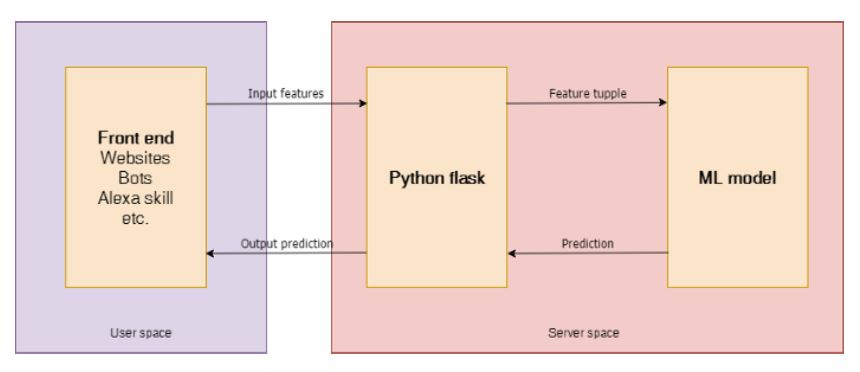 Input features
Feature tupple
Front end
Websites
Bots
Alexa skill
etc.
Python flask
ML model
Output prediction
Prediction
User space
Server space